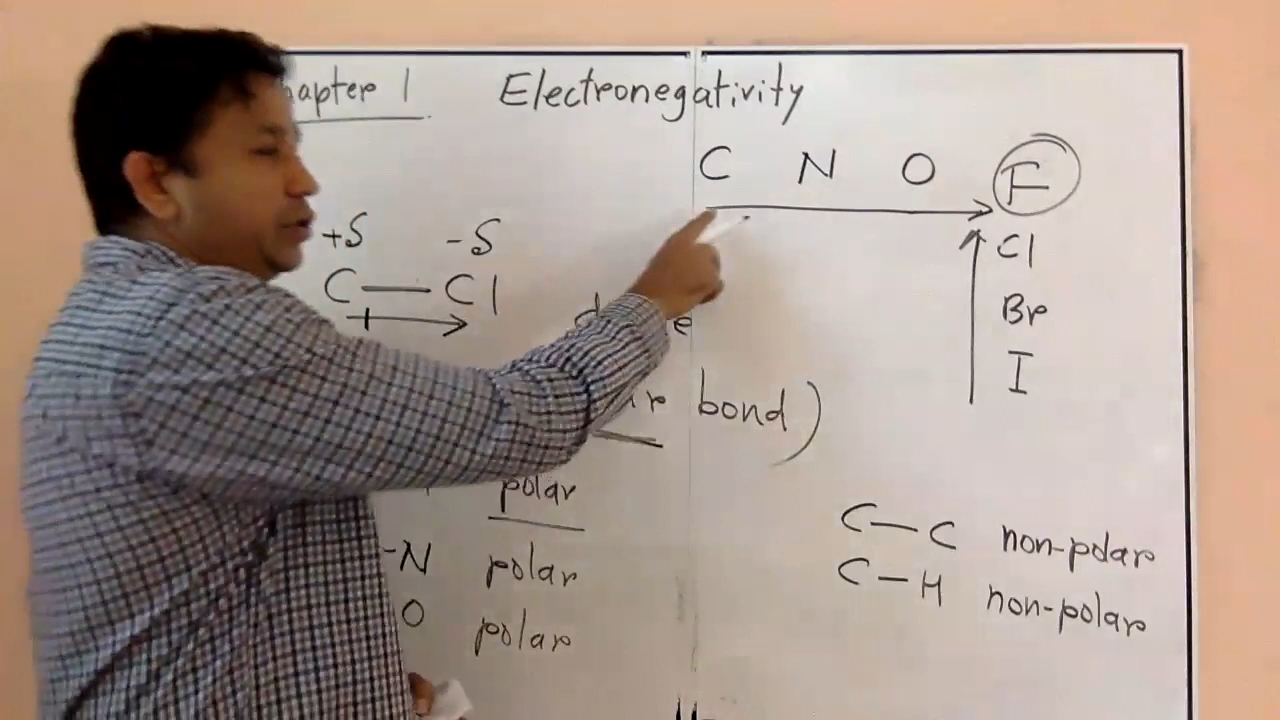 hapter 1 Electronegativity
C N O F
Cl
Br
I
+S -S
C—Cl
bond)
polar
-N polar
O polar
C—C non-polar
C—H non-polar